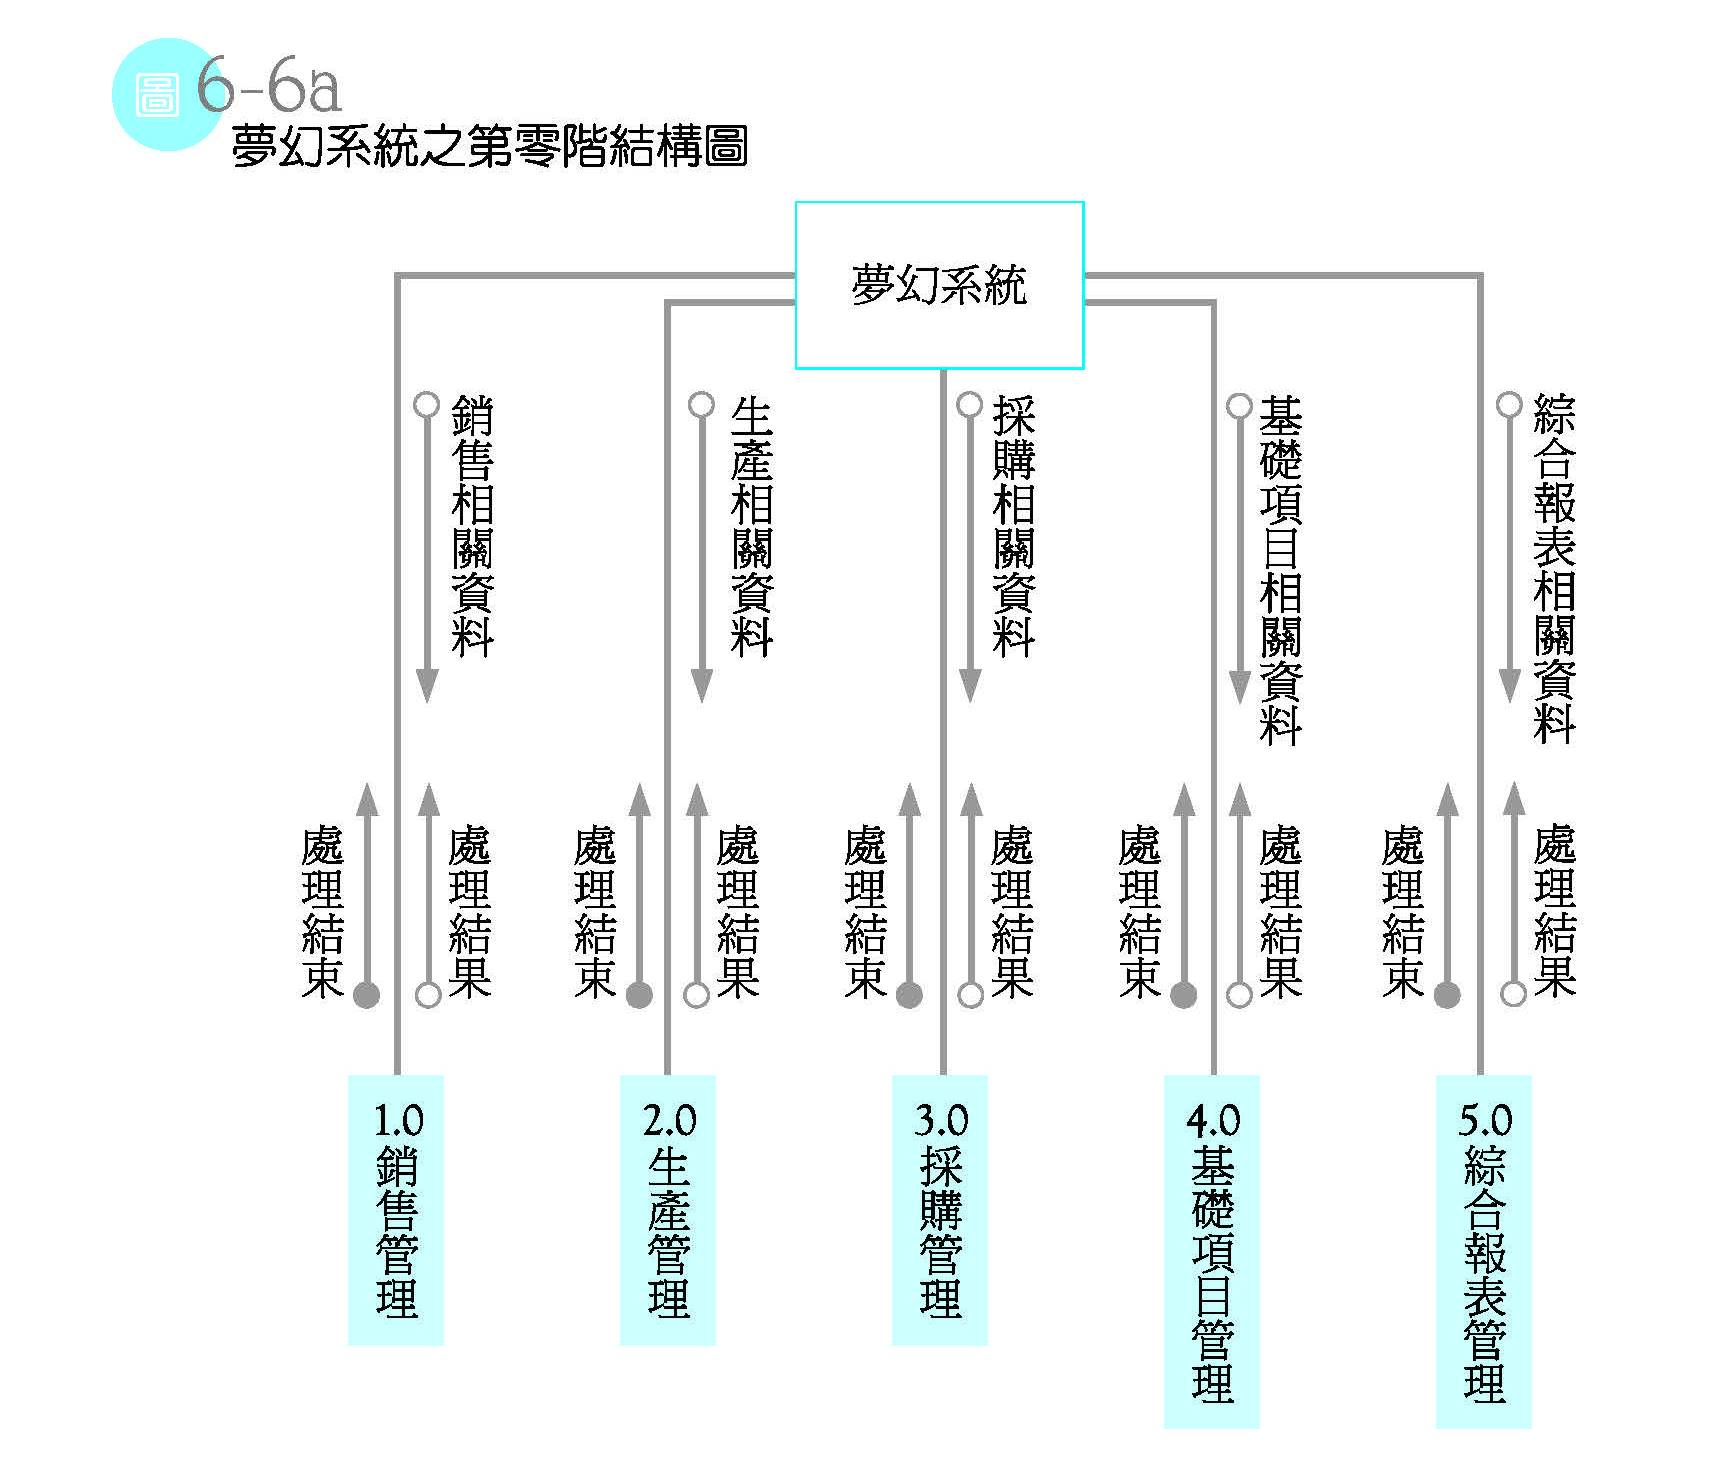 圖 6-6a
夢幻系統之第零階結構圖
夢幻系統
銷售相關資料
生產相關資料
採購相關資料
基礎項目相關資料
綜合報表相關資料
處理結束
處理結果
處理結束
處理結果
處理結束
處理結果
處理結束
處理結果
處理結束
處理結果
1.0
銷售管理
2.0
生產管理
3.0
採購管理
4.0
基礎項目管理
5.0
綜合報表管理